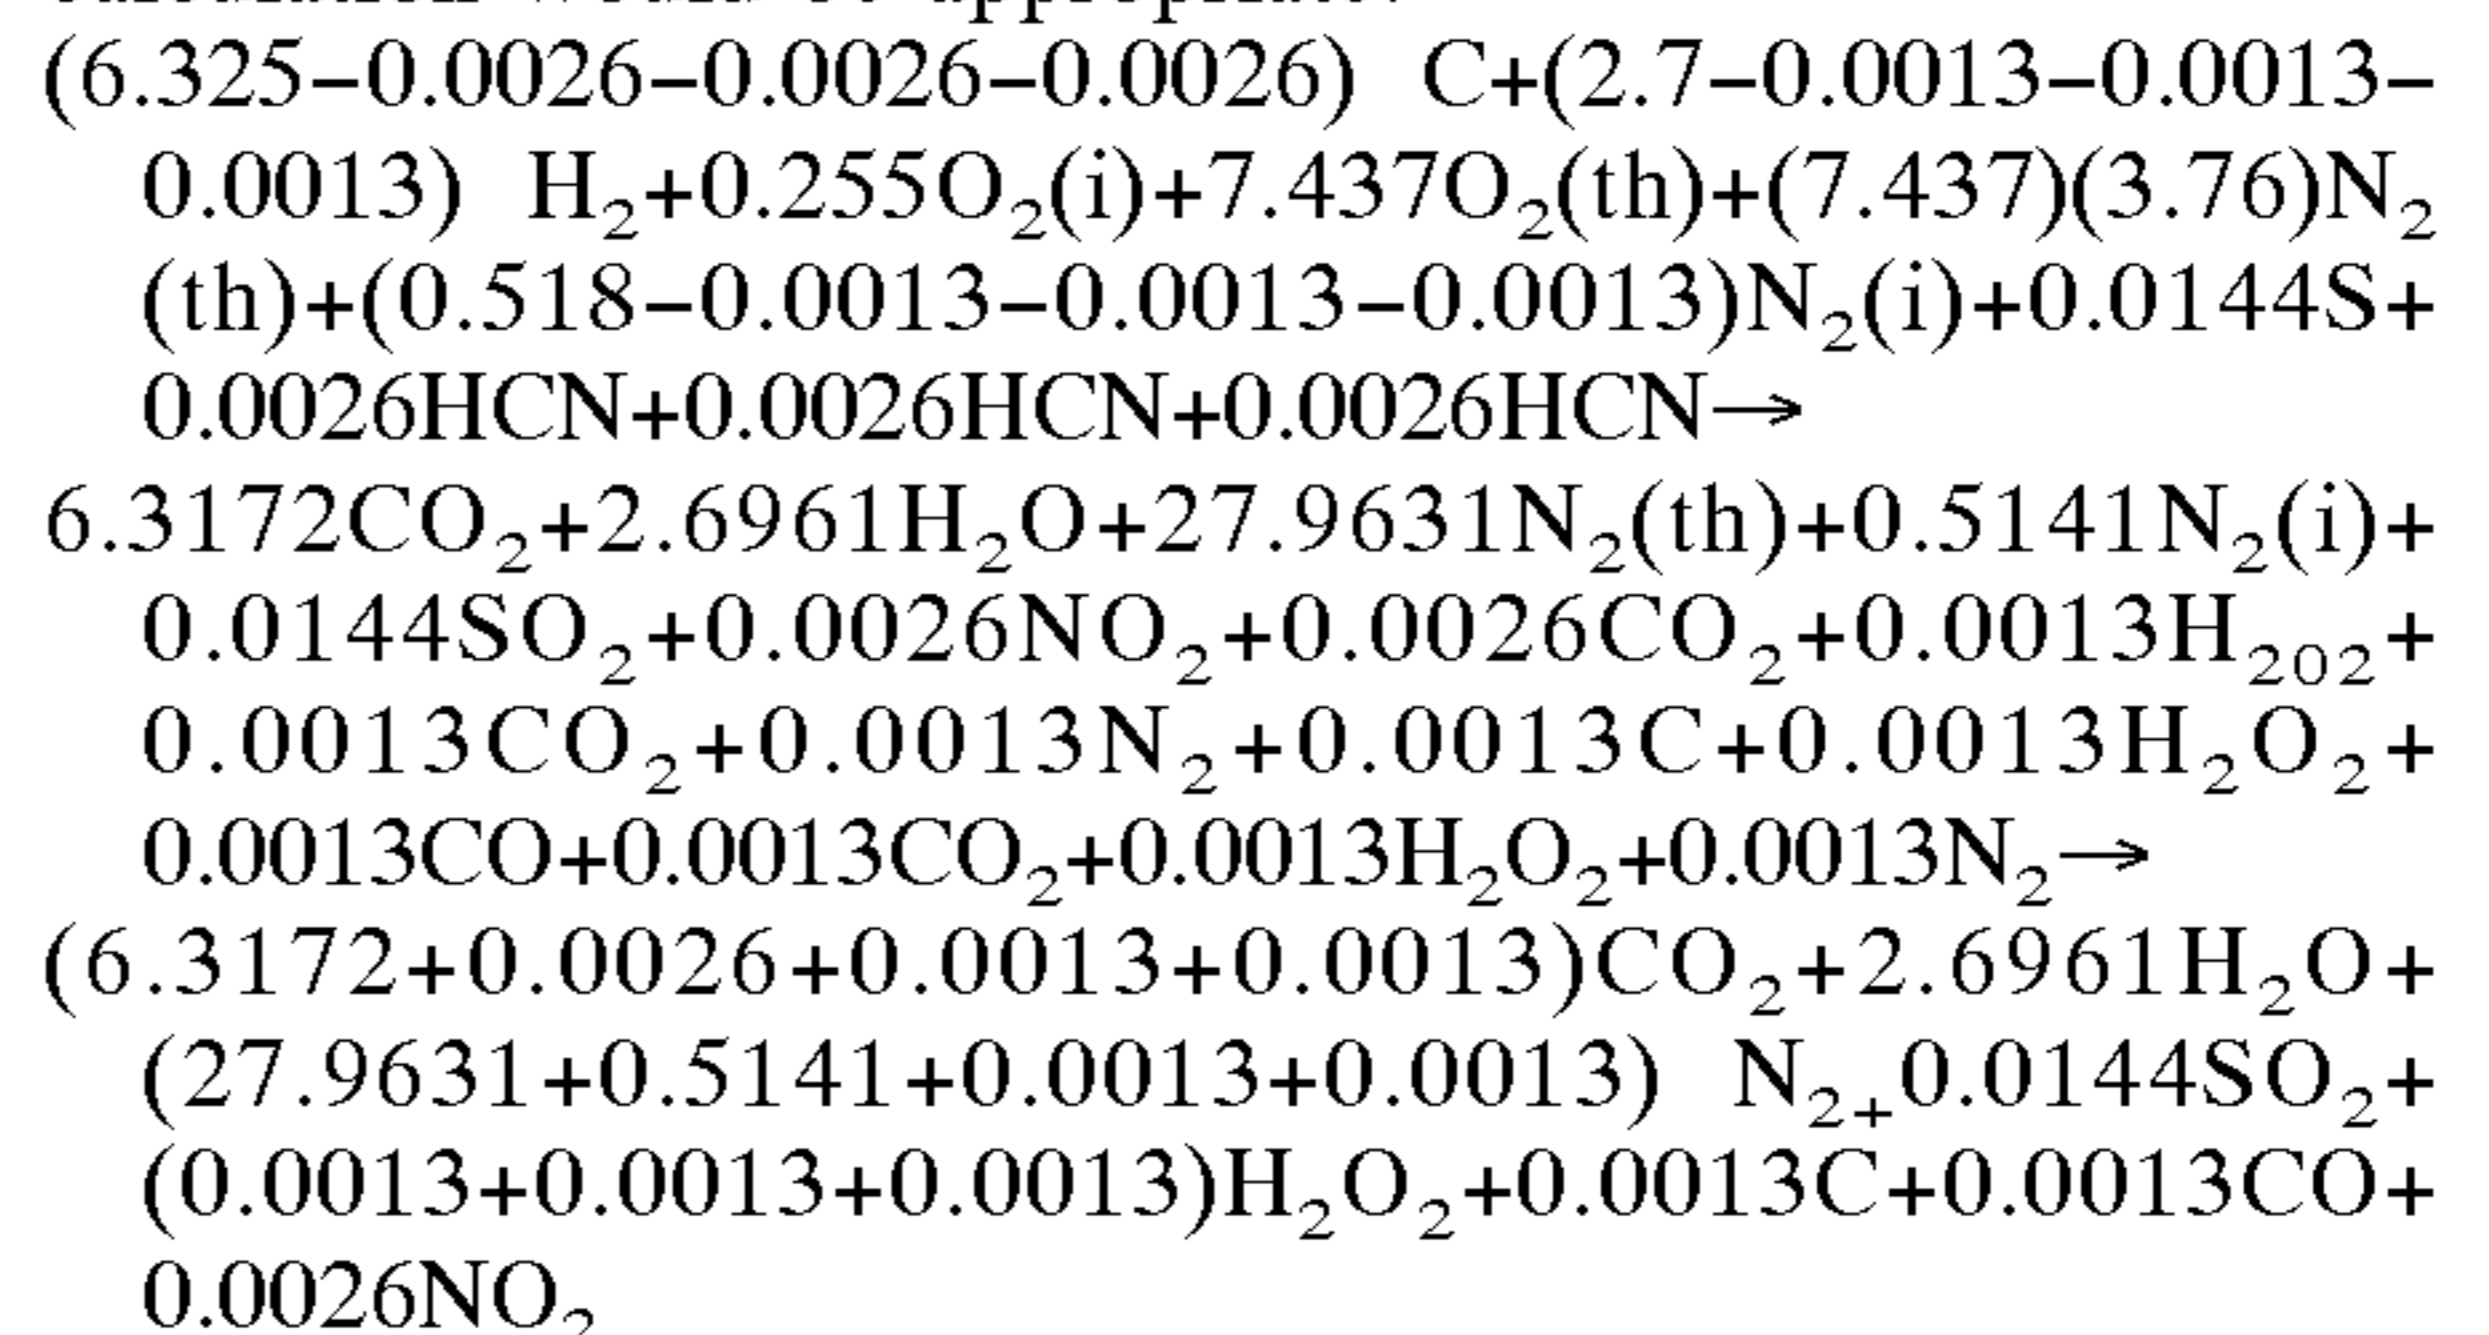 (6.325–0.0026–0.0026–0.0026) C+(2.7–0.0013–0.0013–
0.0013) H₂+0.255O₂(i)+7.437O₂(th)+(7.437)(3.76)N₂
(th)+(0.518–0.0013–0.0013–0.0013)N₂(i)+0.0144S+
0.0026HCN+0.0026HCN+0.0026HCN→
6.3172CO₂+2.6961H₂O+27.9631N₂(th)+0.5141N₂(i)+
0.0144SO₂+0.0026NO₂+0.0026CO₂+0.0013H₂₀₂+
0.0013CO₂+0.0013N₂+0.0013C+0.0013H₂O₂+
0.0013CO+0.0013CO₂+0.0013H₂O₂+0.0013N₂→
(6.3172+0.0026+0.0013+0.0013)CO₂+2.6961H₂O+
(27.9631+0.5141+0.0013+0.0013) N₂₊0.0144SO₂+
(0.0013+0.0013+0.0013)H₂O₂+0.0013C+0.0013CO+
0.0026NO₂